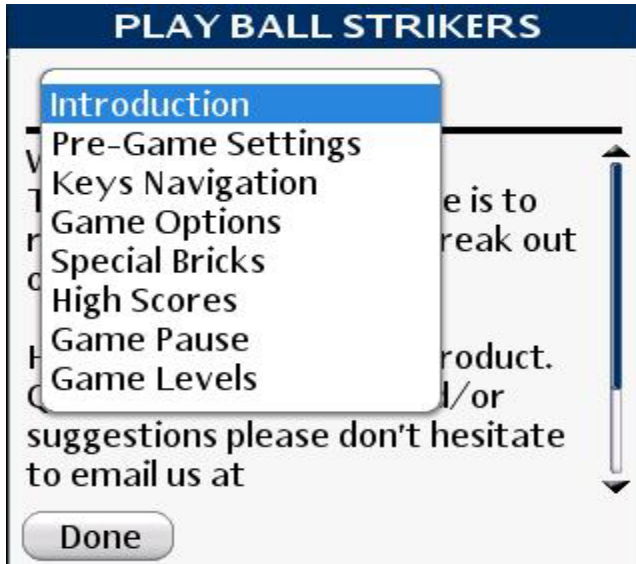 PLAY BALL STRIKERS
Introduction
Pre-Game Settings
Keys Navigation
Game Options
Special Bricks
High Scores
Game Pause
Game Levels
e is to
reak out
roduct.
/or
suggestions please don't hesitate
to email us at
Done